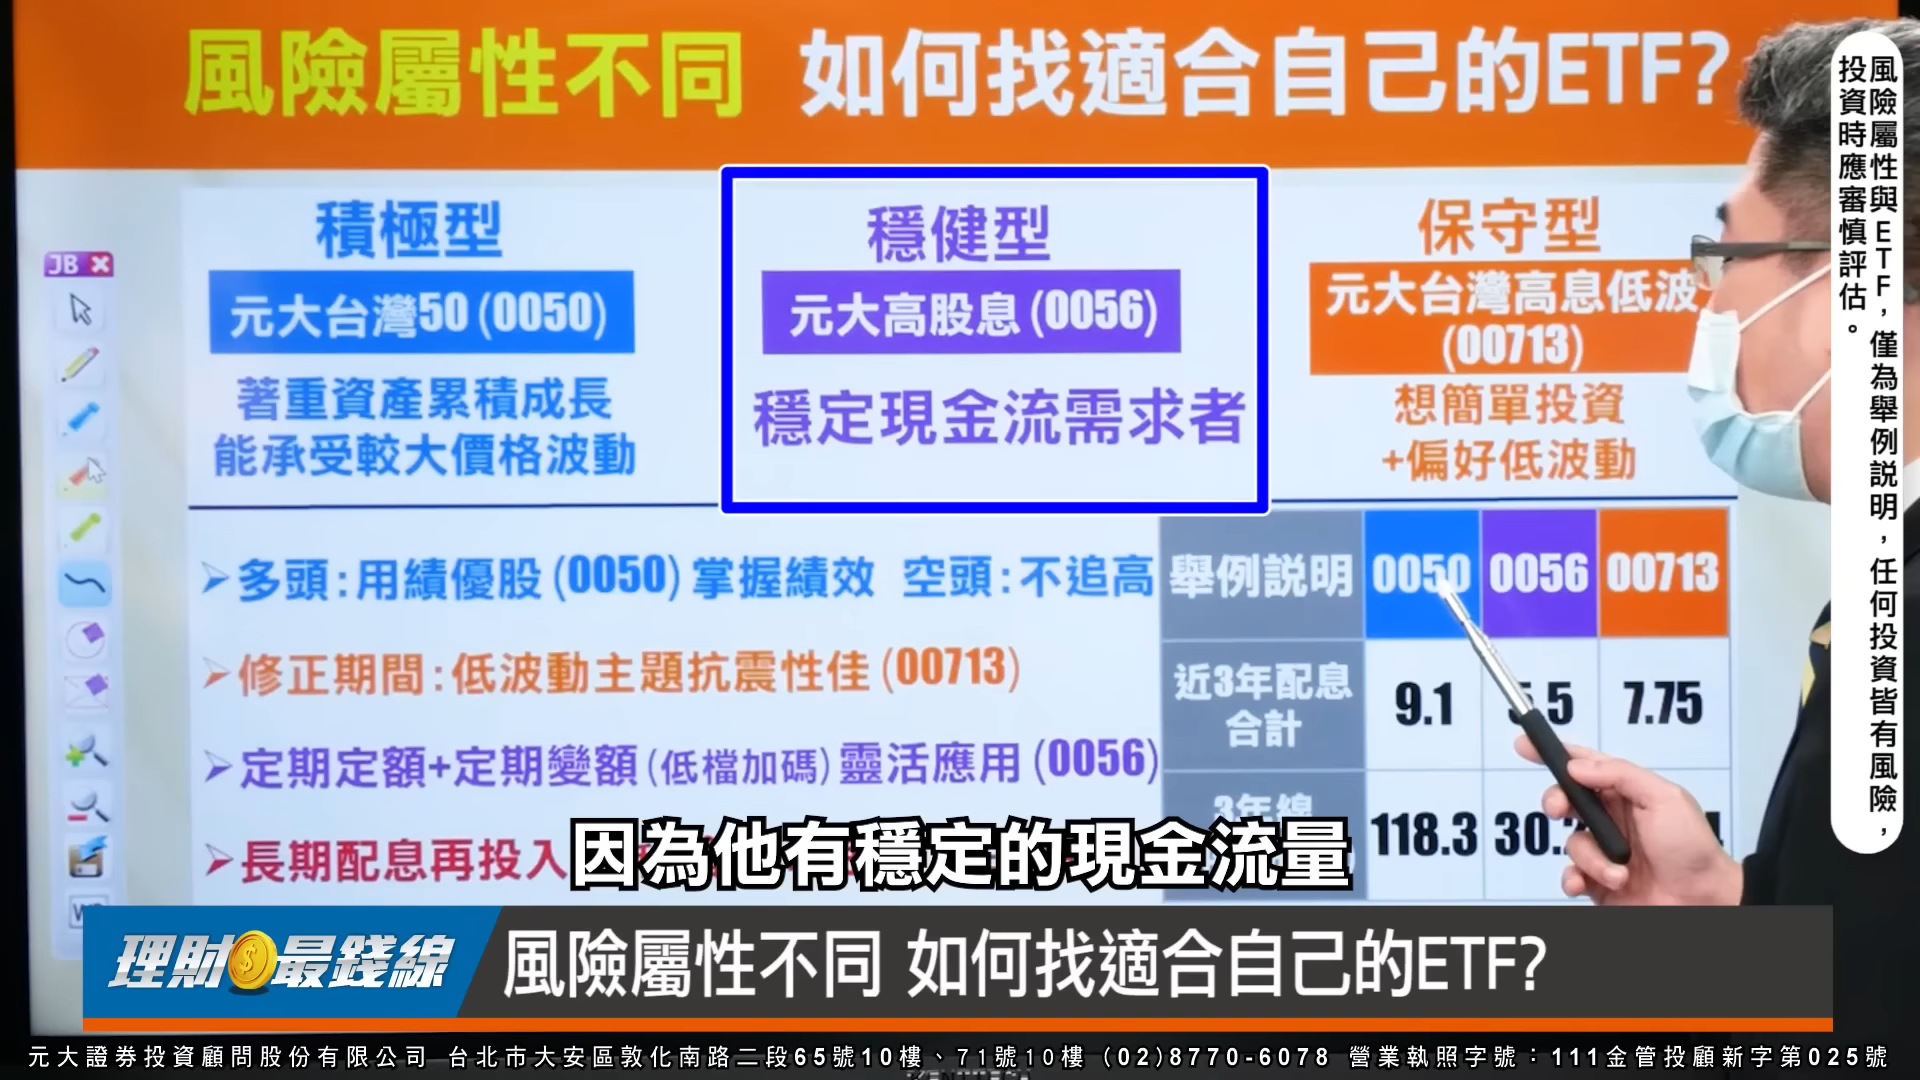 風險屬性不同 如何找適合自己的ETF?
積極型
元大台灣50 (0050)
著重資產累積成長
能承受較大價格波動
穩健型
元大高股息 (0056)
穩定現金流需求者
保守型
元大台灣高息低波
(00713)
想簡單投資
+偏好低波動
➢多頭:用績優股(0050)掌握績效 空頭:不追高
➢修正期間:低波動主題抗震性佳(00713)
➢定期定額+定期變額(低檔加碼)靈活應用(0056)
➢長期配息再投入
舉例說明 0050 0056 00713
近3年配息
合計 9.1 5.5 7.75
3年線
118.3 30.
JB
因為他有穩定的現金流量
理財最錢線
風險屬性不同 如何找適合自己的ETF?
風險屬性與ETF,僅為舉例説明,任何投資皆有風險,
投資時應審慎評估。
元大證券投資顧問股份有限公司 台北市大安區敦化南路二段65號10樓、71號10樓 (02)8770-6078 營業執照字號:111金管投顧新字第025號